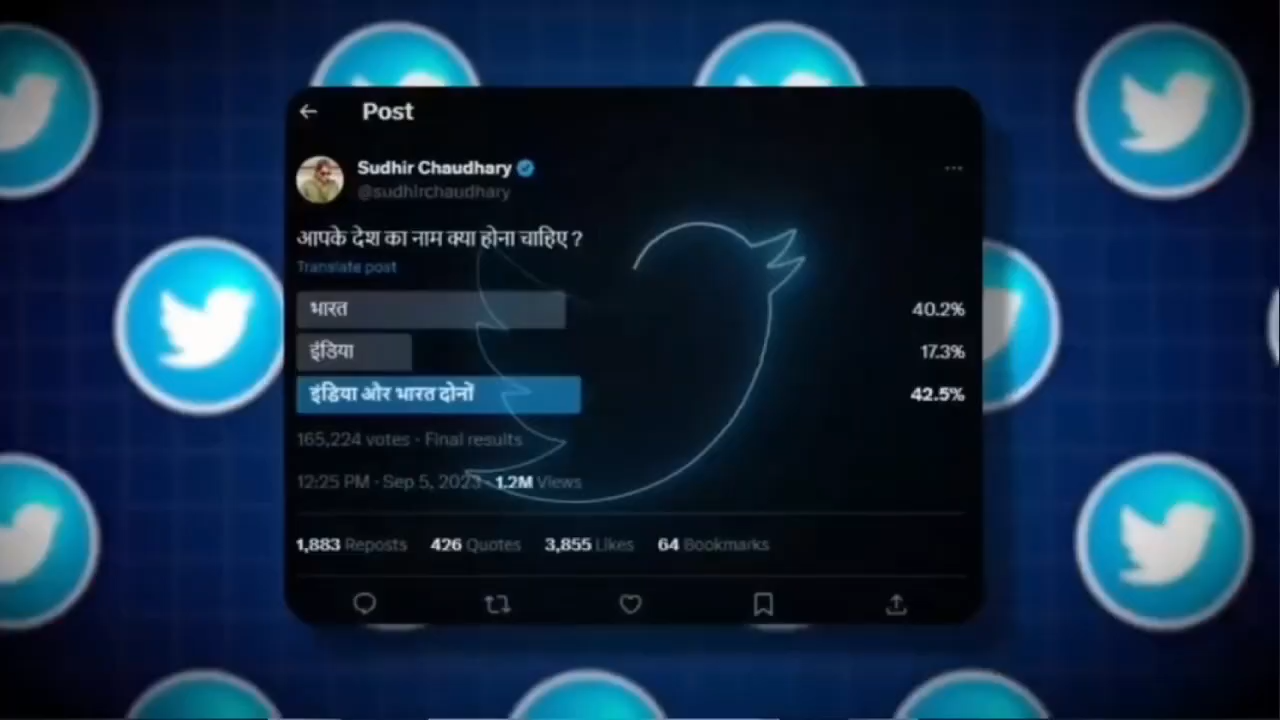 Post
Sudhir Chaudhary
@sudhirchaudhary
आपके देश का नाम क्या होना चाहिए ?
Translate post
भारत 40.2%
इंडिया 17.3%
इंडिया और भारत दोनों 42.5%
165,224 votes · Final results
12:25 PM · Sep 5, 2023 · 1.2M Views
1,883 Reposts 426 Quotes 3,855 Likes 64 Bookmarks